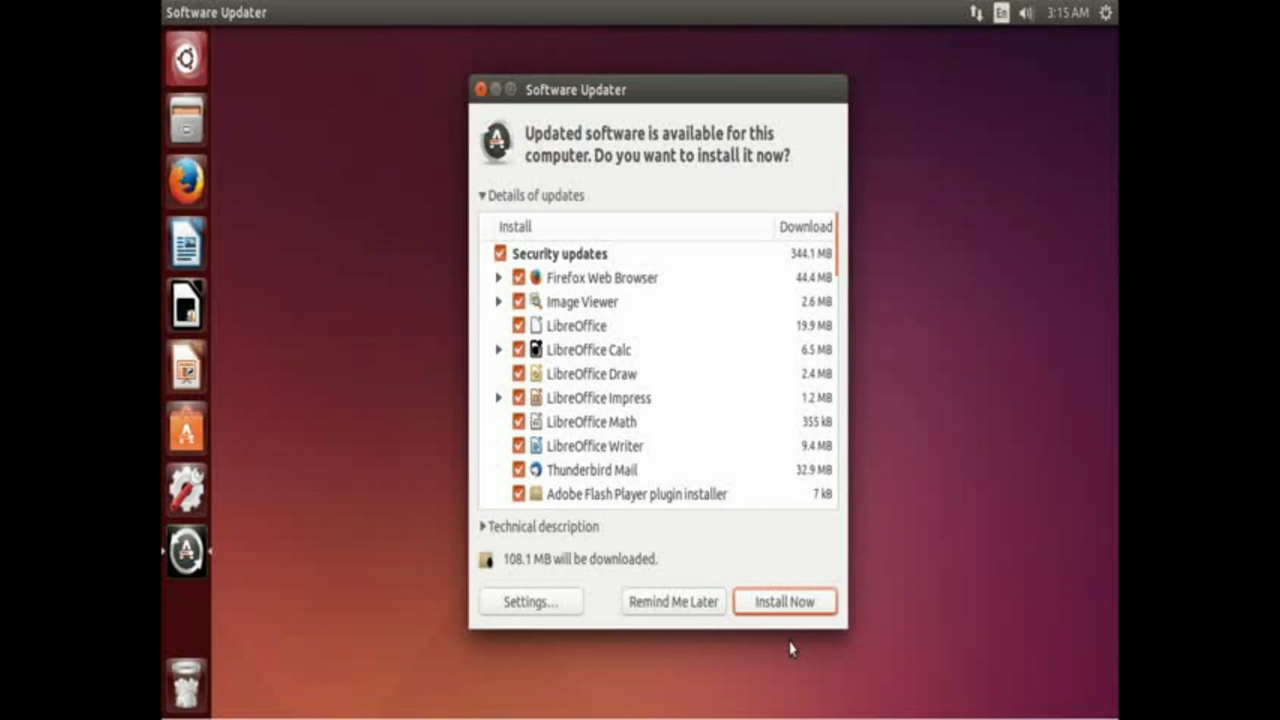 Software Updater
En
3:15 AM
Software Updater
Updated software is available for this
computer. Do you want to install it now?
Details of updates
Install Download
Security updates 344.1 MB
Firefox Web Browser 44.4 MB
Image Viewer 2.6 MB
LibreOffice 19.9 MB
LibreOffice Calc 6.5 MB
LibreOffice Draw 2.4 MB
LibreOffice Impress 1.2 MB
LibreOffice Math 355 kB
LibreOffice Writer 9.4 MB
Thunderbird Mail 32.9 MB
Adobe Flash Player plugin installer 7 kB
Technical description
108.1 MB will be downloaded.
Settings... Remind Me Later Install Now